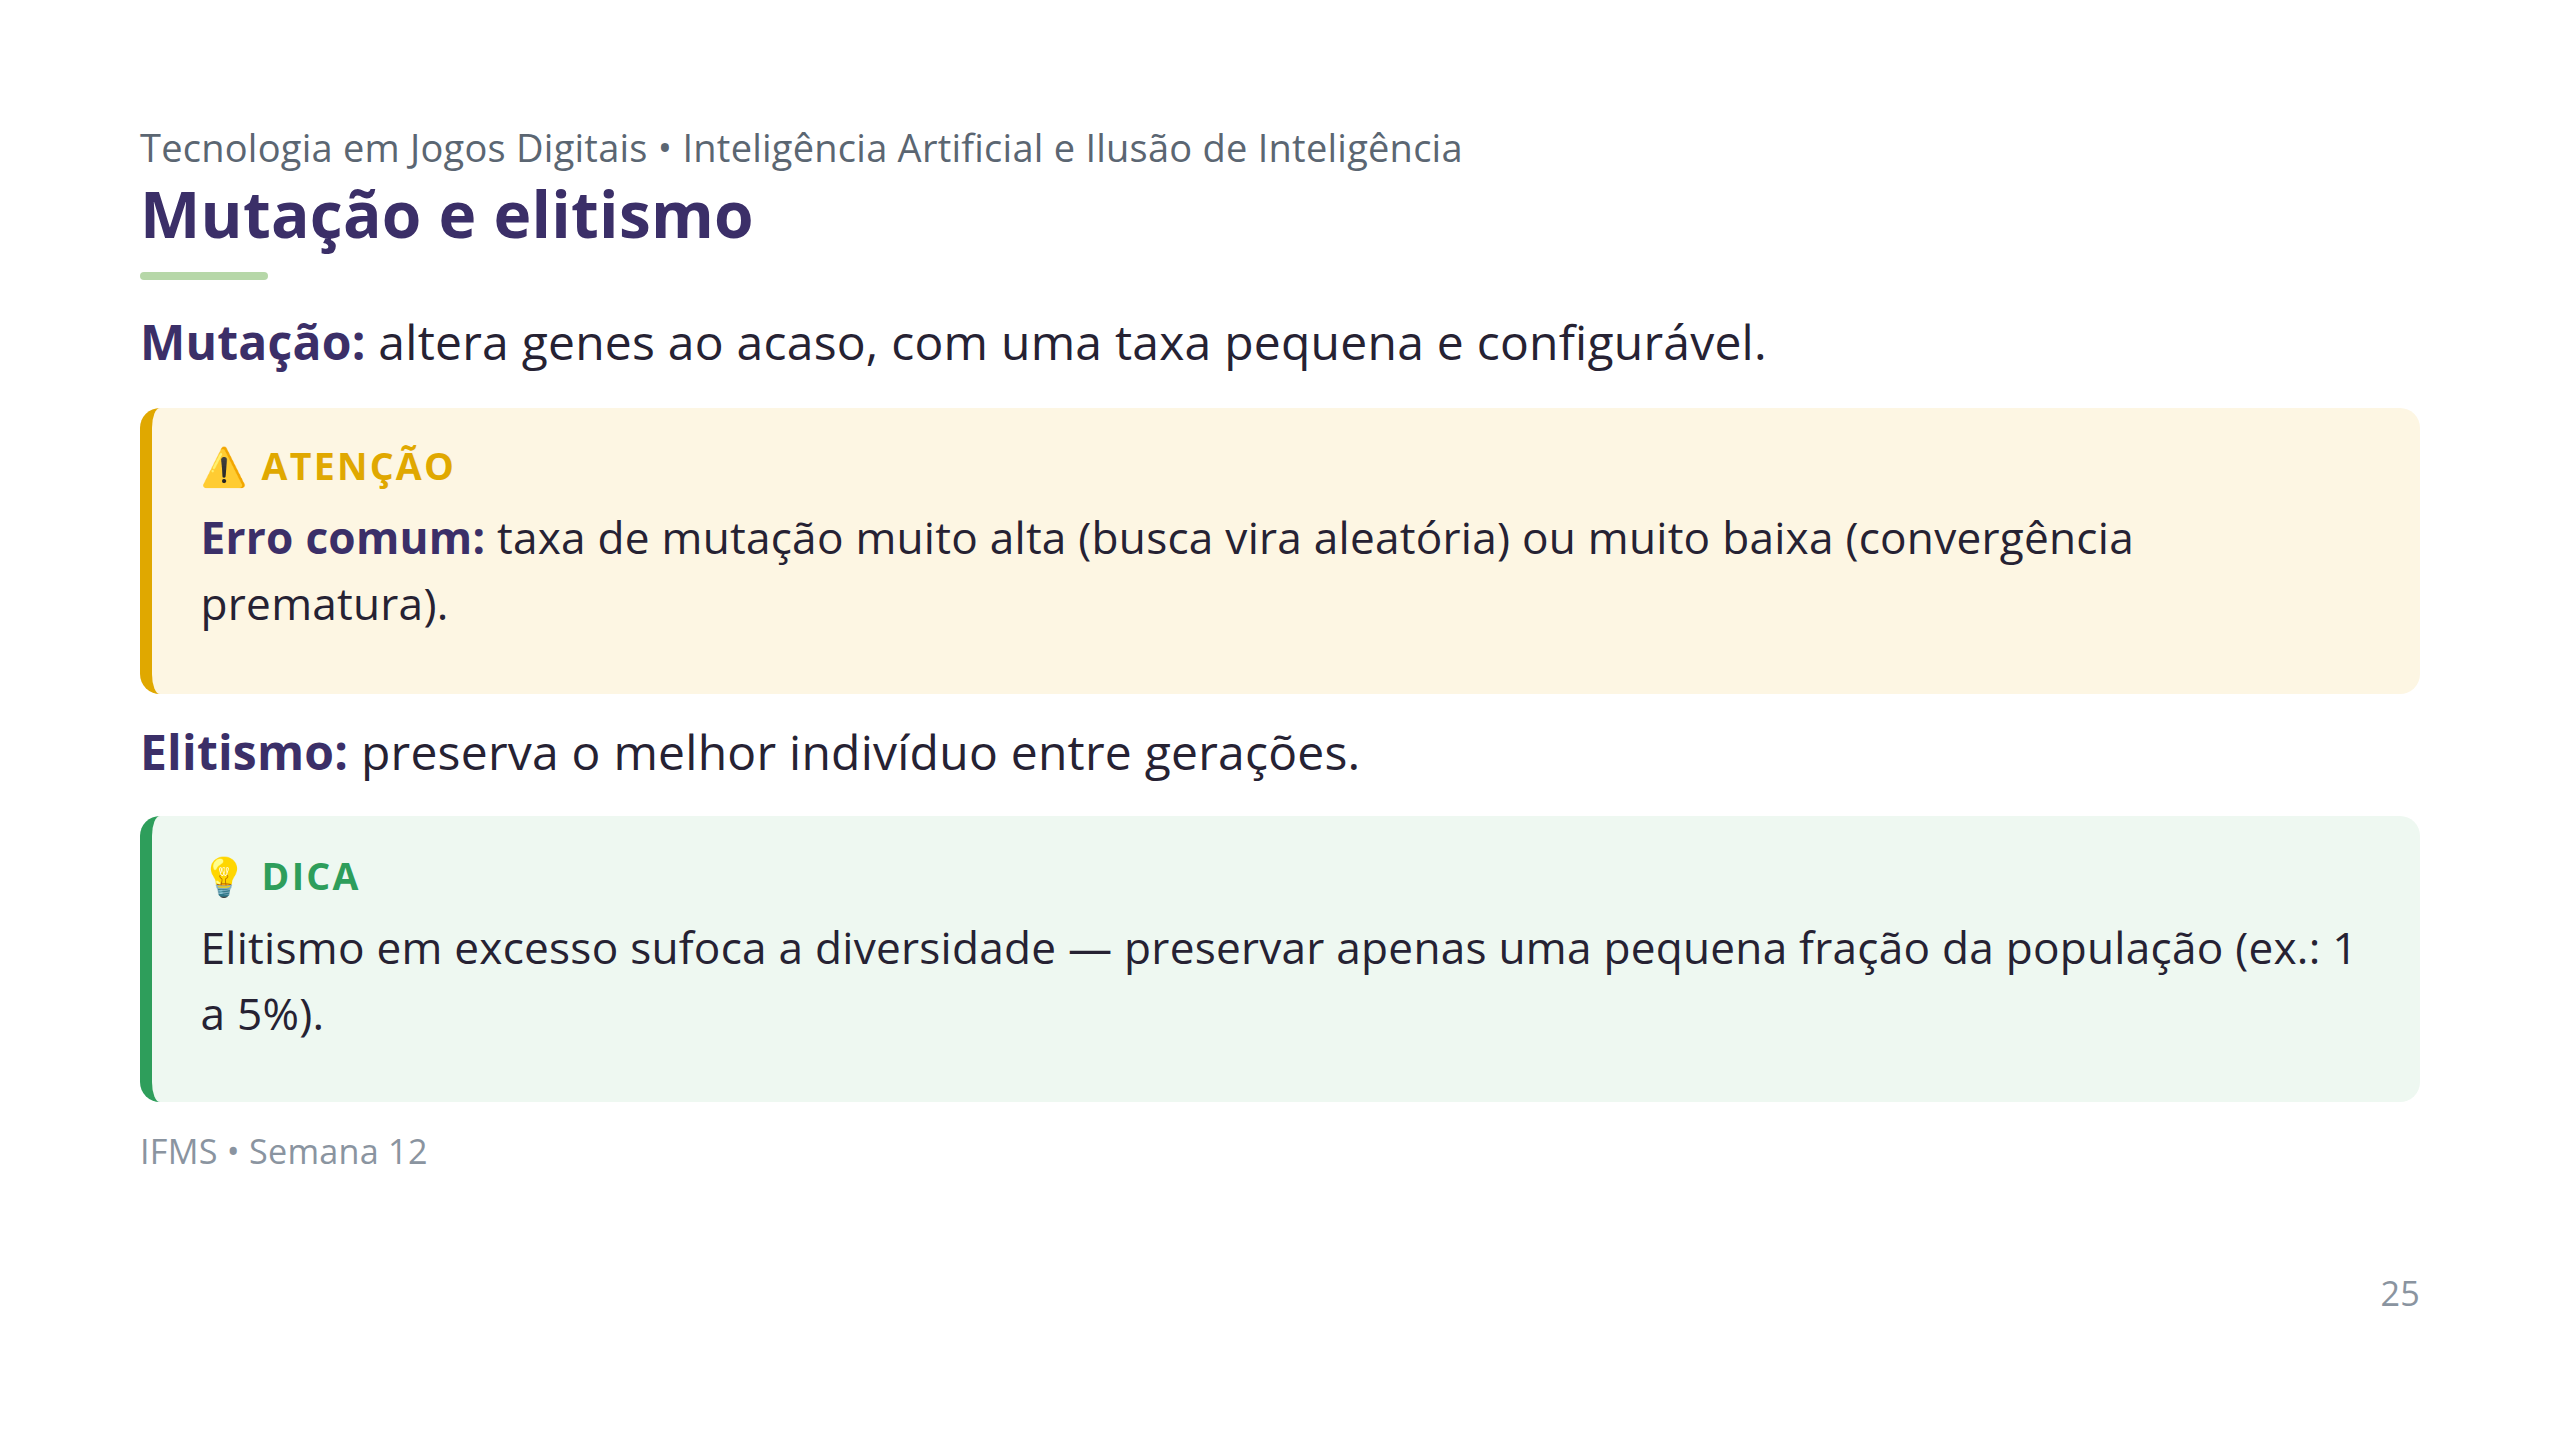 Tecnologia em Jogos Digitais • Inteligência Artificial e Ilusão de Inteligência
Mutação e elitismo
Mutação: altera genes ao acaso, com uma taxa pequena e configurável.
⚠️ ATENÇÃO
Erro comum: taxa de mutação muito alta (busca vira aleatória) ou muito baixa (convergência
prematura).
Elitismo: preserva o melhor indivíduo entre gerações.
💡 DICA
Elitismo em excesso sufoca a diversidade — preservar apenas uma pequena fração da população (ex.: 1
a 5%).
IFMS • Semana 12
25